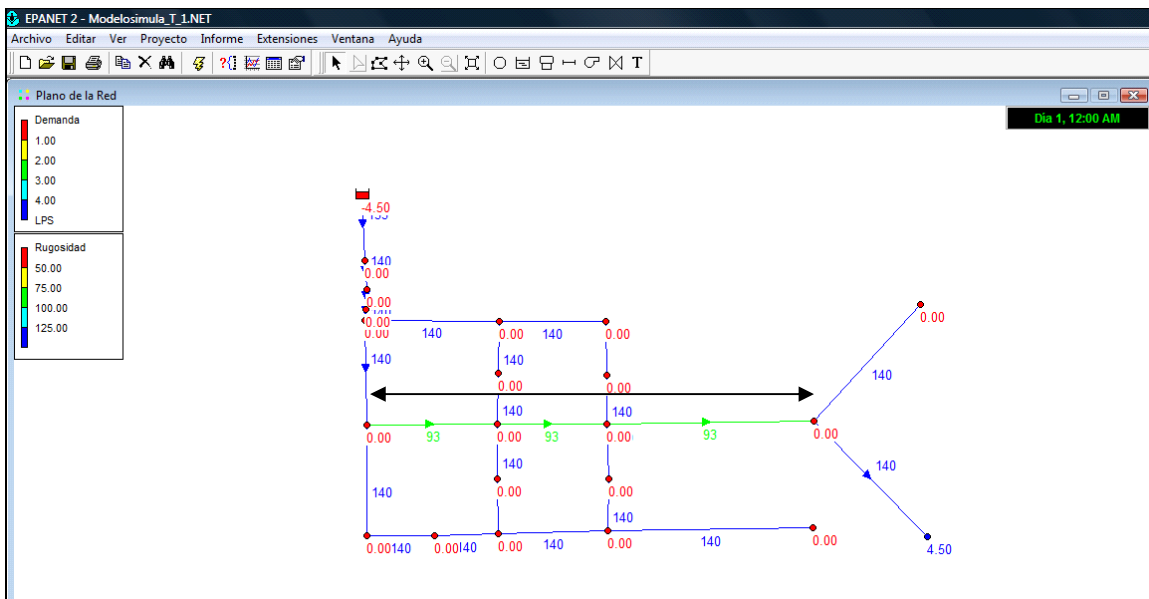 EPANET 2 - Modelosimula_T_1.NET
Archivo Editar Ver Proyecto Informe Extensiones Ventana Ayuda
T
Plano de la Red
Demanda
1.00
2.00
3.00
4.00
LPS
Dia 1, 12:00 AM
Rugosidad
50.00
75.00
100.00
125.00
-4.50
140
0.00
0.00
0.00
0.00 140 0.00 140 0.00
0.00
140 140
140
0.00 0.00
140 140
0.00 93 0.00 93 0.00 93 0.00
140
140
140
0.00 0.00
140
0.00 140 0.00 140 0.00 140 0.00 140 0.00
140
4.50